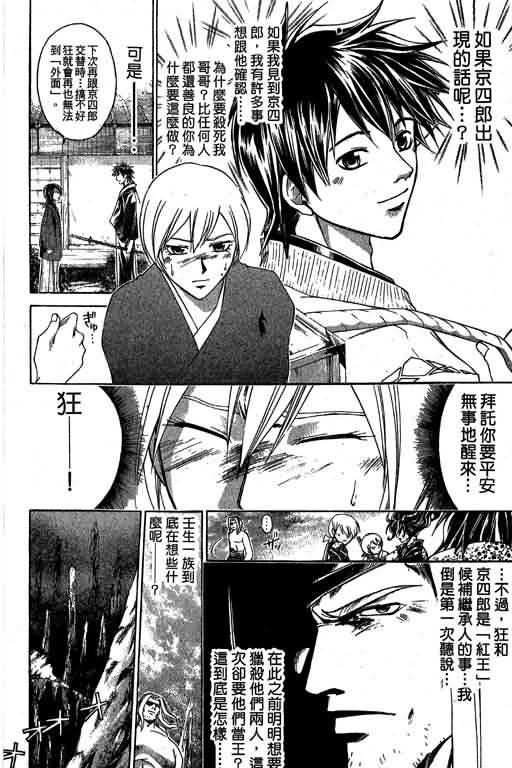 如果京四郎出
現的話呢…？
如果我見到京四
郎，我有許多事
想跟他確認……
為什麼要殺死我
哥哥？比任何人
都還善良的你為
什麼要這麼做？
可是——
下次再跟京四郎
交替時…搞不好
狂就會再也無法
到「外面」。
ぎゅ…
拜託你要平安
無事地醒來…
狂——！
…不過，狂和
京四郎是「紅王」
候補繼承人的事…我
倒是第一次聽說…
ザッ
…
在此之前明明想要
獵殺他們兩人，這
次卻要他們當王？
這到底是怎樣…
壬生一族到
底在想些什
麼呢？